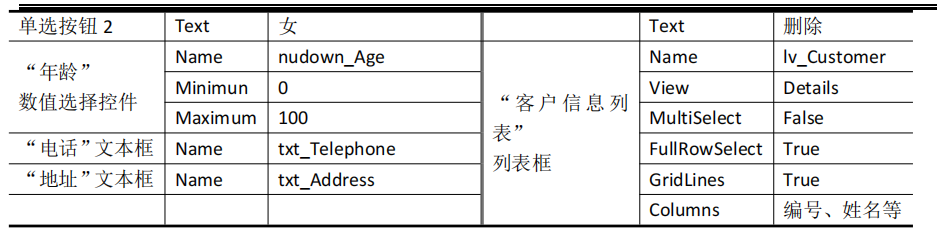 单选按钮 2 Text 女 Text 删除
“年龄”
数值选择控件
Name nudown_Age
Minimun 0
Maximum 100
“电话”文本框 Name txt_Telephone
“地址”文本框 Name txt_Address
“客户信息列
表”
列表框
Name lv_Customer
View Details
MultiSelect False
FullRowSelect True
GridLines True
Columns 编号、姓名等